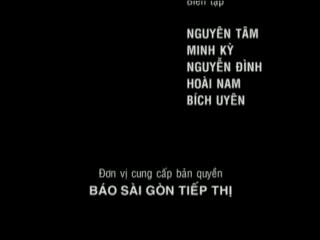 Biên tập
NGUYÊN TÂM
MINH KỲ
NGUYỄN ĐÌNH
HOÀI NAM
BÍCH UYÊN
Đơn vị cung cấp bản quyền
BÁO SÀI GÒN TIẾP THỊ